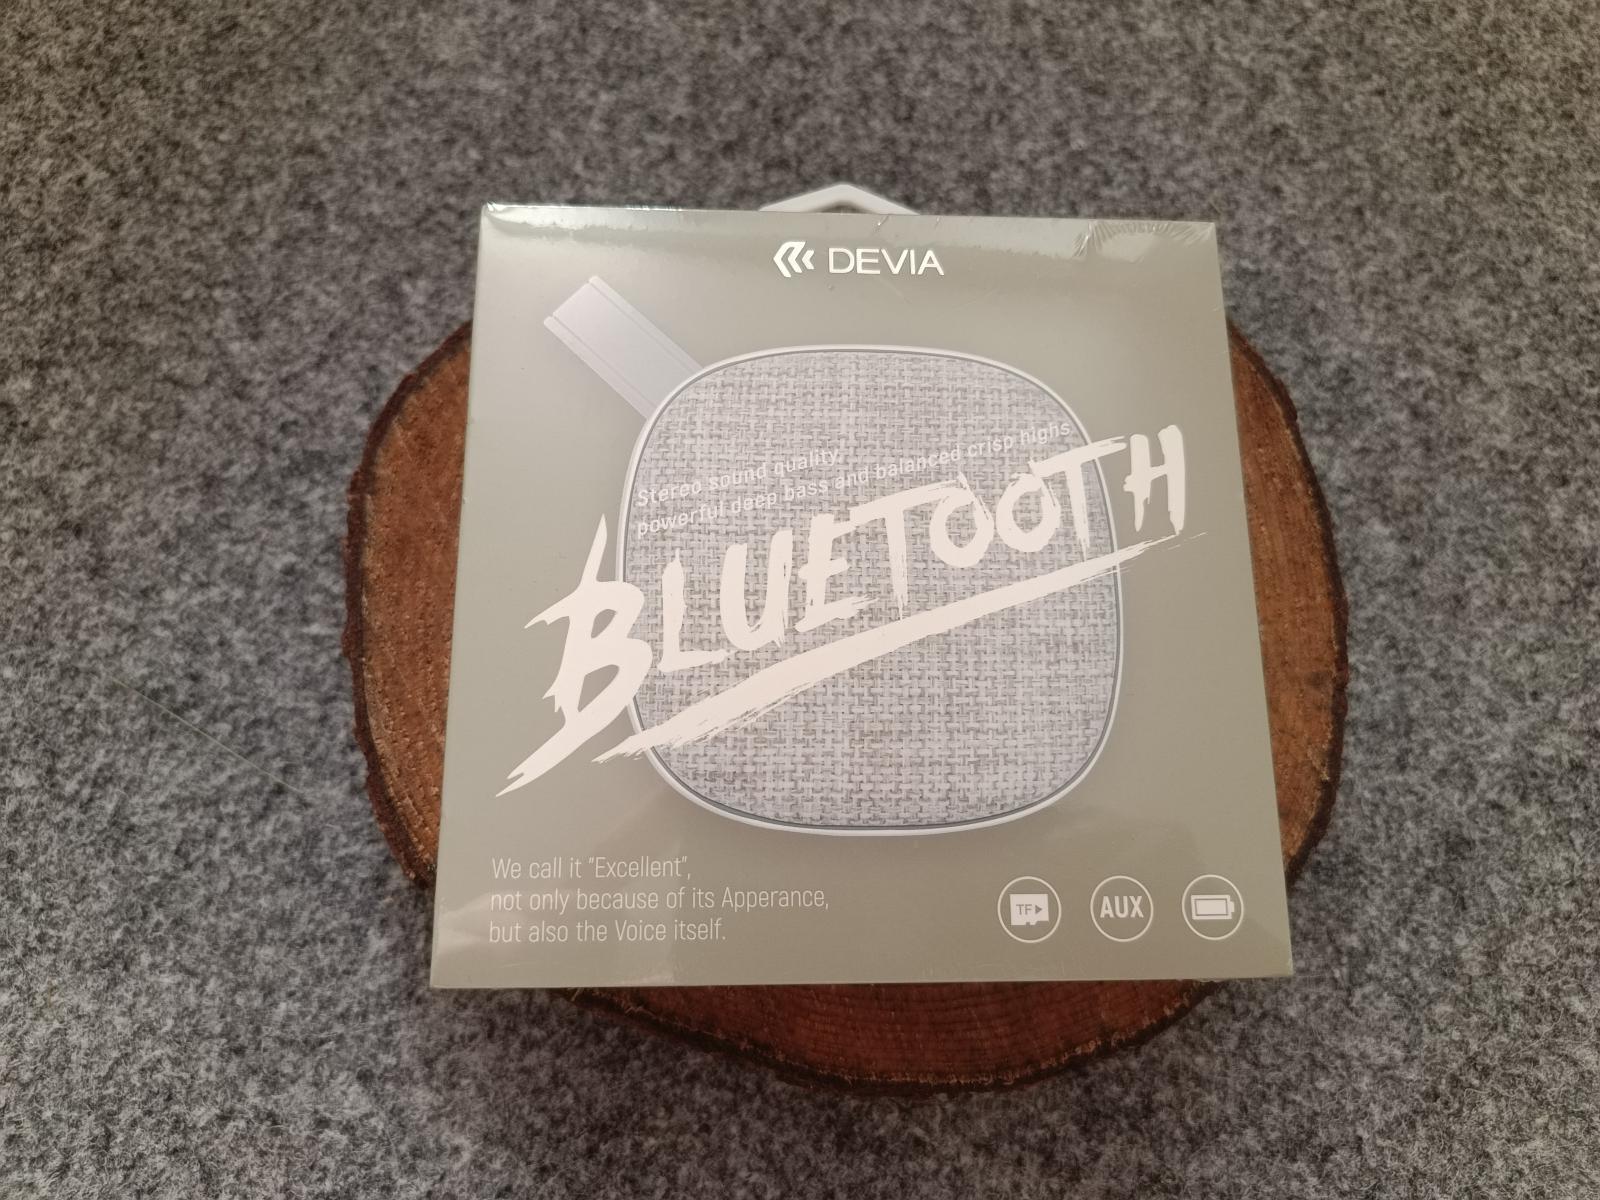 DEVIA
Stereo sound quality,
powerful deep bass and balanced crisp highs
BLUETOOTH
We call it "Excellent",
not only because of its Apperance,
but also the Voice itself.
TF
AUX